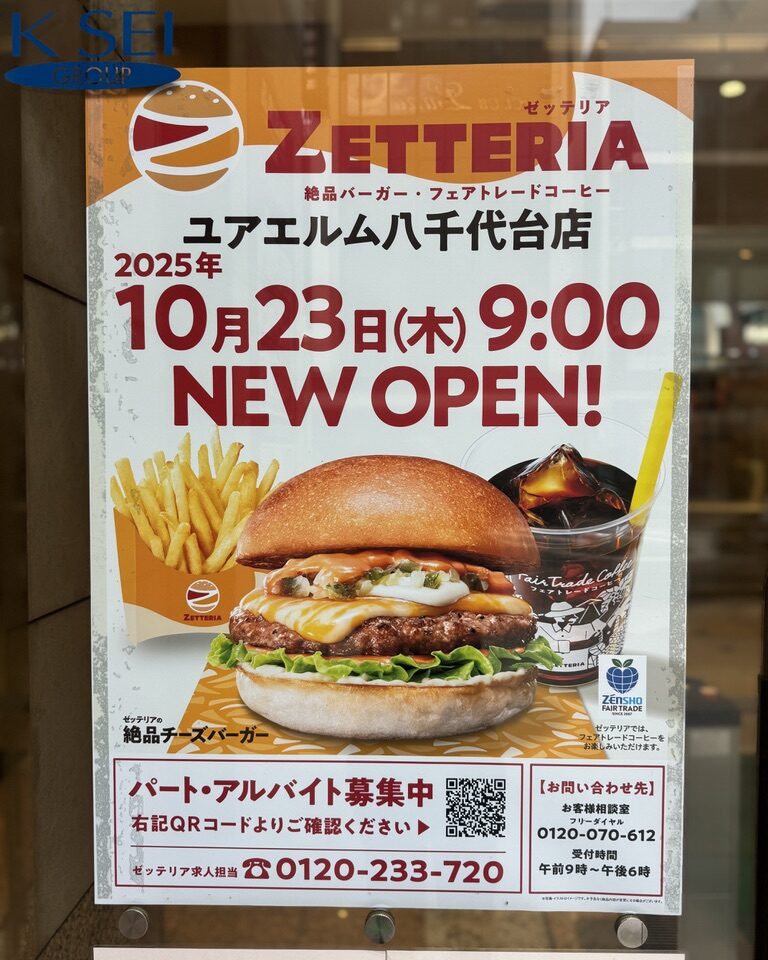 K SEI
GROUP
ゼッテリア
ZETTERIA
絶品バーガー・フェアトレードコーヒー
ユアエルム八千代台店
2025年
10月23日(木) 9:00
NEW OPEN!
Fair Trade Coffee
フェアトレードコーヒー
ZETTERIA
ZETTERIA
ZENSHO
FAIR TRADE
SINCE 2007
ゼッテリアでは、
フェアトレードコーヒーを
お楽しみいただけます。
ゼッテリアの
絶品チーズバーガー
パート・アルバイト募集中
右記QRコードよりご確認ください▶
ゼッテリア求人担当 ☎0120-233-720
【お問い合わせ先】
お客様相談室
フリーダイヤル
0120-070-612
受付時間
午前9時〜午後6時